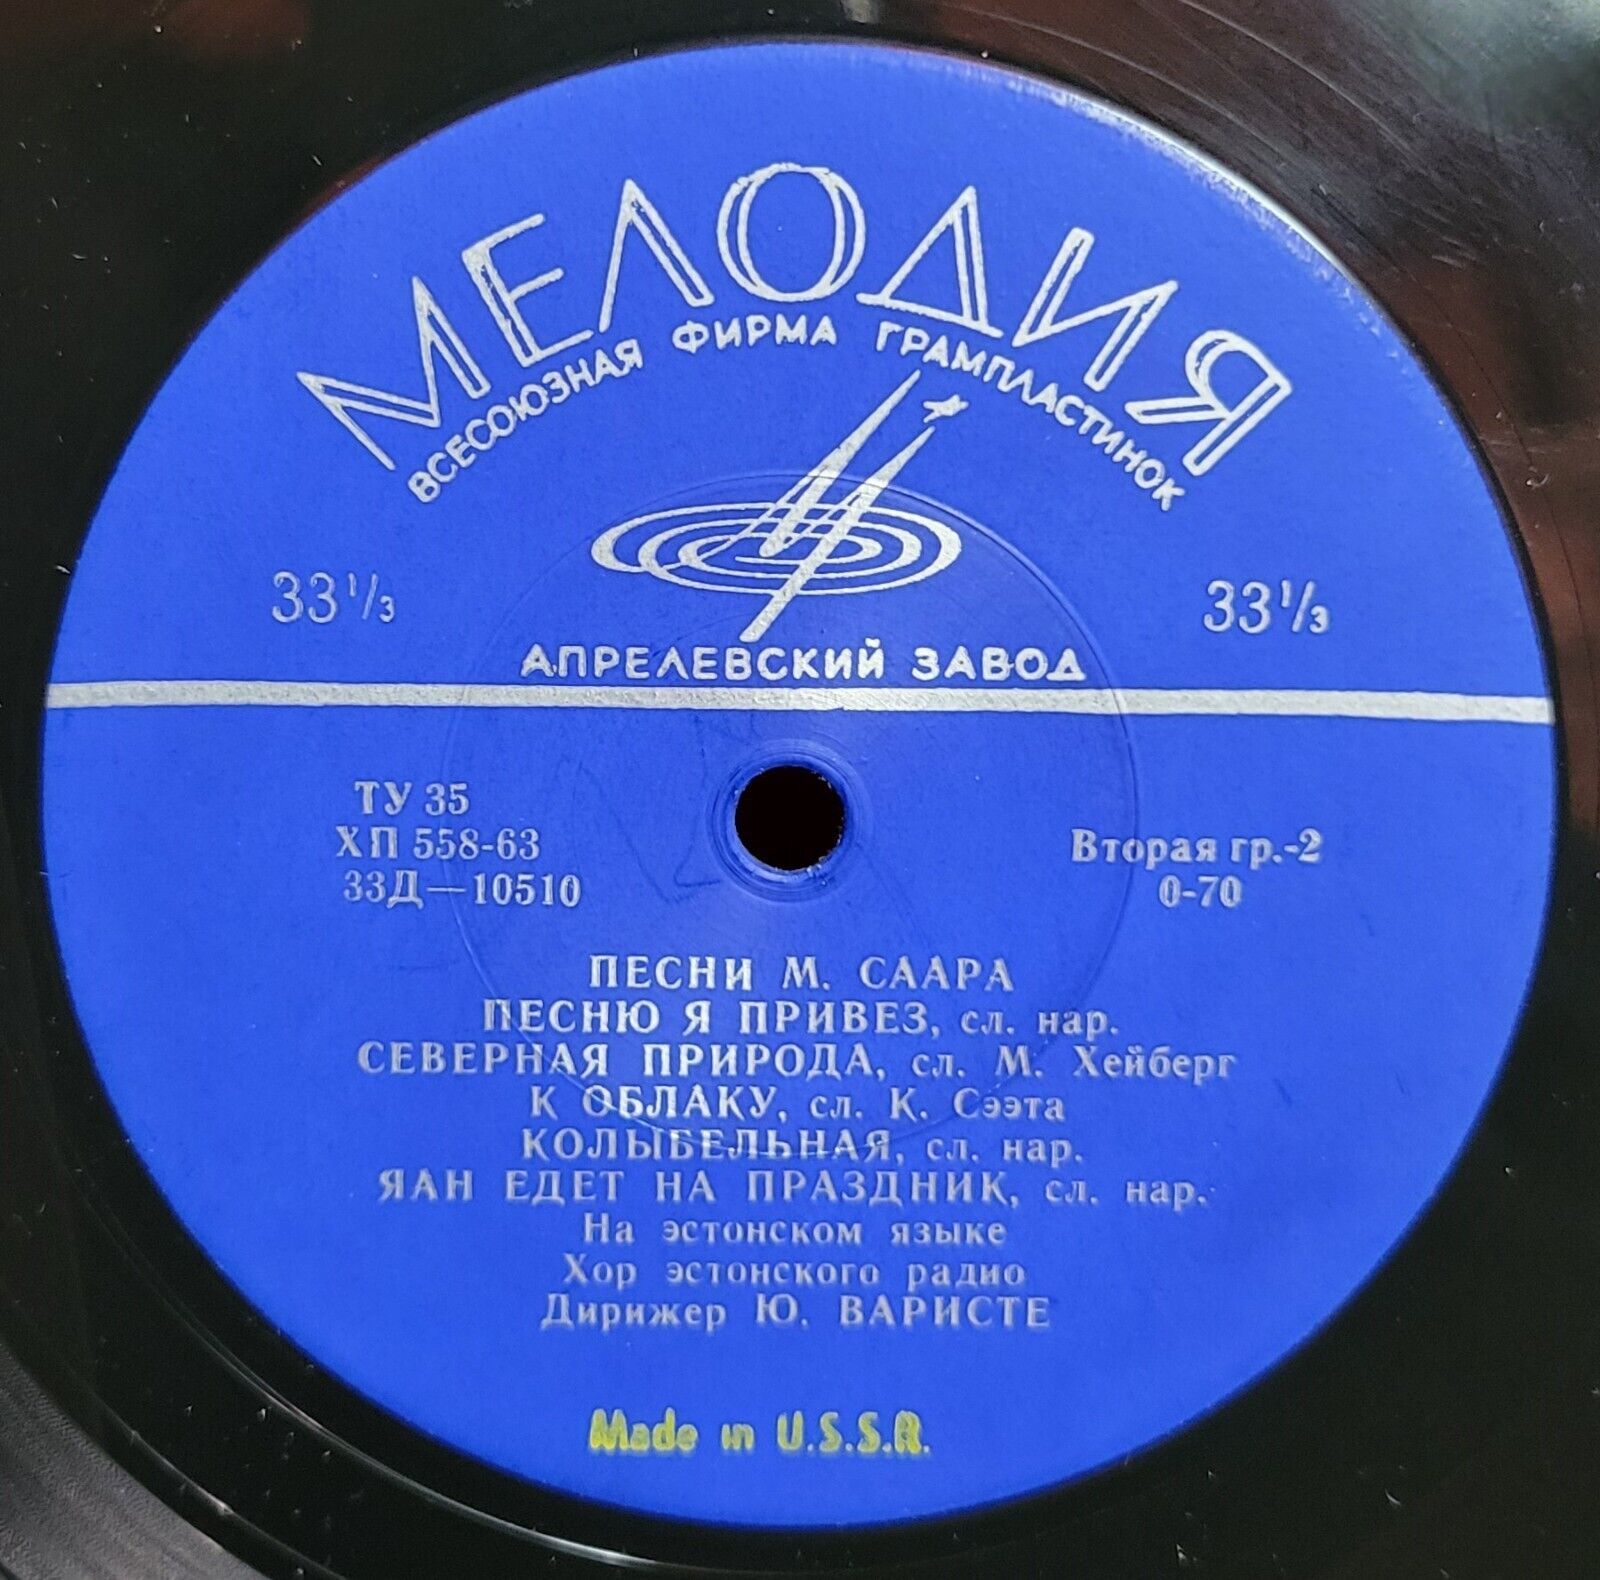 МЕЛОДИЯ
ВСЕСОЮЗНАЯ ФИРМА ГРАМПЛАСТИНОК
33⅓ 33⅓
АПРЕЛЕВСКИЙ ЗАВОД
ТУ 35
ХП 558-63 Вторая гр.-2
33Д—10510 0-70
ПЕСНИ М. СААРА
ПЕСНЮ Я ПРИВЕЗ, сл. нар.
СЕВЕРНАЯ ПРИРОДА, сл. М. Хейберг
К ОБЛАКУ, сл. К. Сээта
КОЛЫБЕЛЬНАЯ, сл. нар.
ЯАН ЕДЕТ НА ПРАЗДНИК, сл. нар.
На эстонском языке
Хор эстонского радио
Дирижер Ю. ВАРИСТЕ
Made in U.S.S.R.